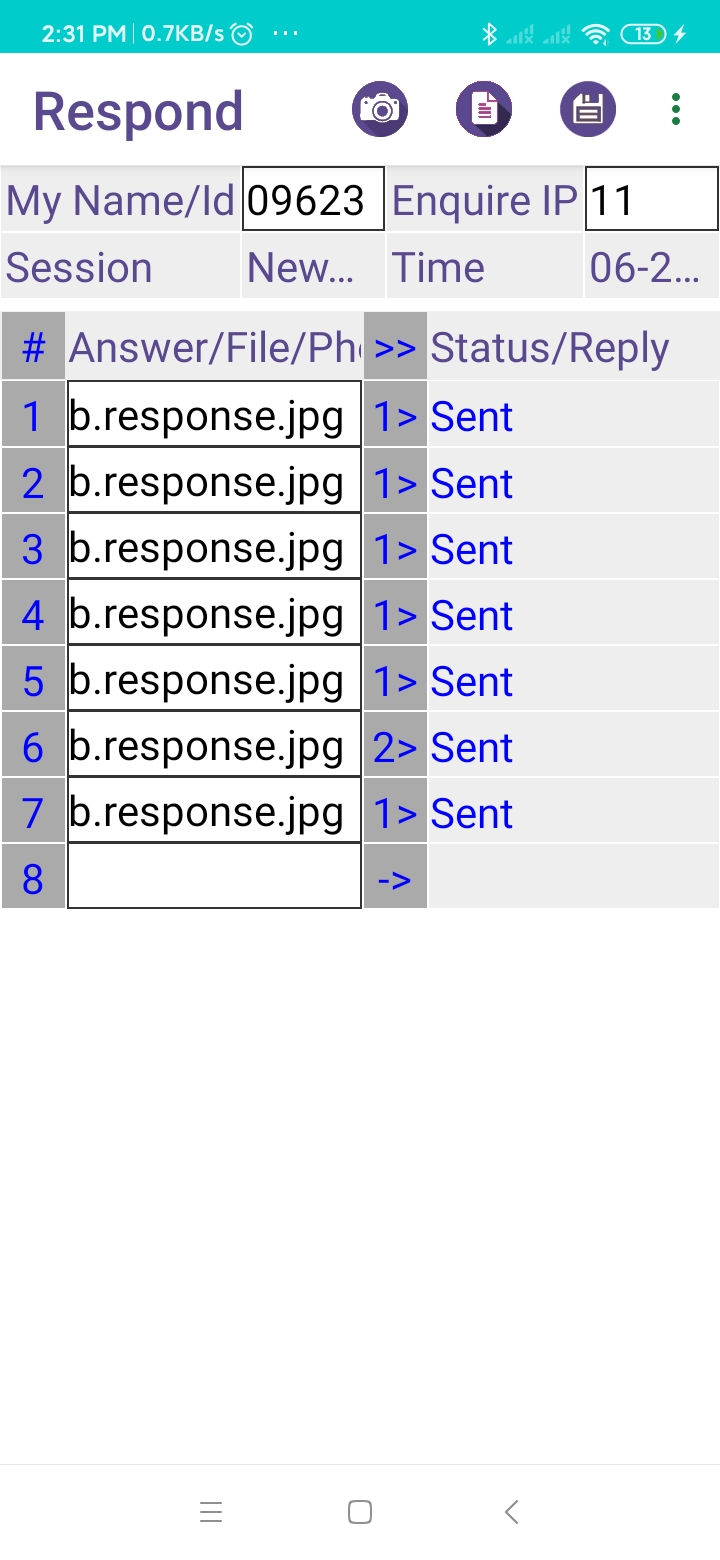 2:31 PM 0.7KB/s ... 13
Respond
My Name/Id 09623 Enquire IP 11
Session New... Time 06-2...
# Answer/File/Ph >> Status/Reply
1 b.response.jpg 1> Sent
2 b.response.jpg 1> Sent
3 b.response.jpg 1> Sent
4 b.response.jpg 1> Sent
5 b.response.jpg 1> Sent
6 b.response.jpg 2> Sent
7 b.response.jpg 1> Sent
8 ->